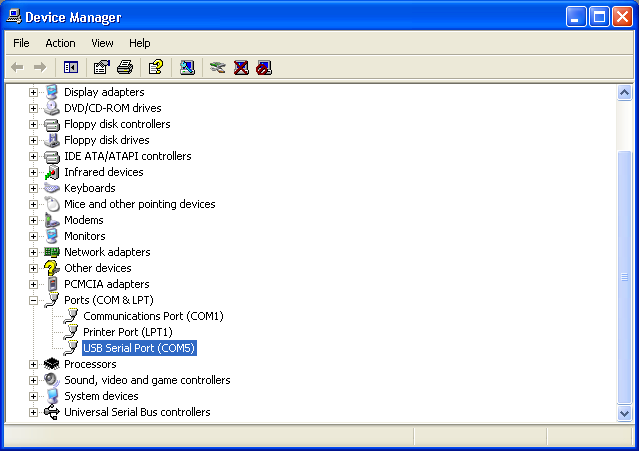 Device Manager
File Action View Help
Display adapters
DVD/CD-ROM drives
Floppy disk controllers
Floppy disk drives
IDE ATA/ATAPI controllers
Infrared devices
Keyboards
Mice and other pointing devices
Modems
Monitors
Network adapters
Other devices
PCMCIA adapters
Ports (COM & LPT)
Communications Port (COM1)
Printer Port (LPT1)
USB Serial Port (COM5)
Processors
Sound, video and game controllers
System devices
Universal Serial Bus controllers